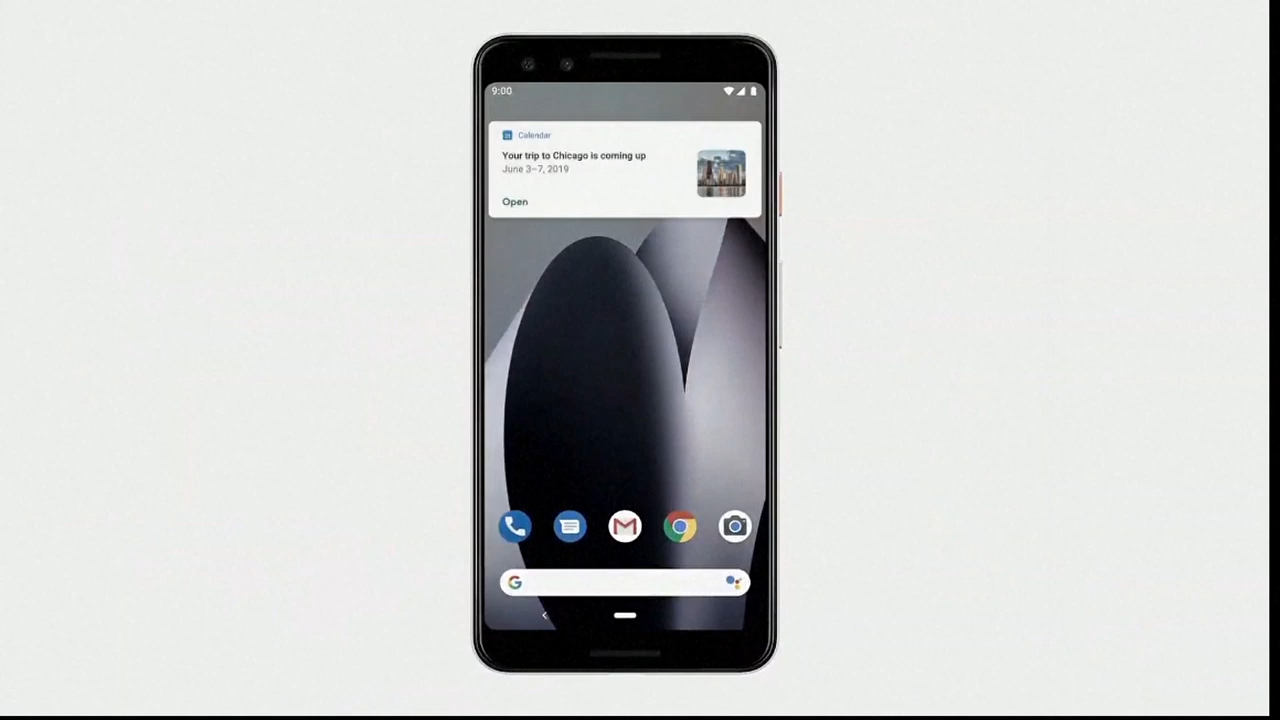 9:00
Calendar
Your trip to Chicago is coming up
June 3–7, 2019
Open